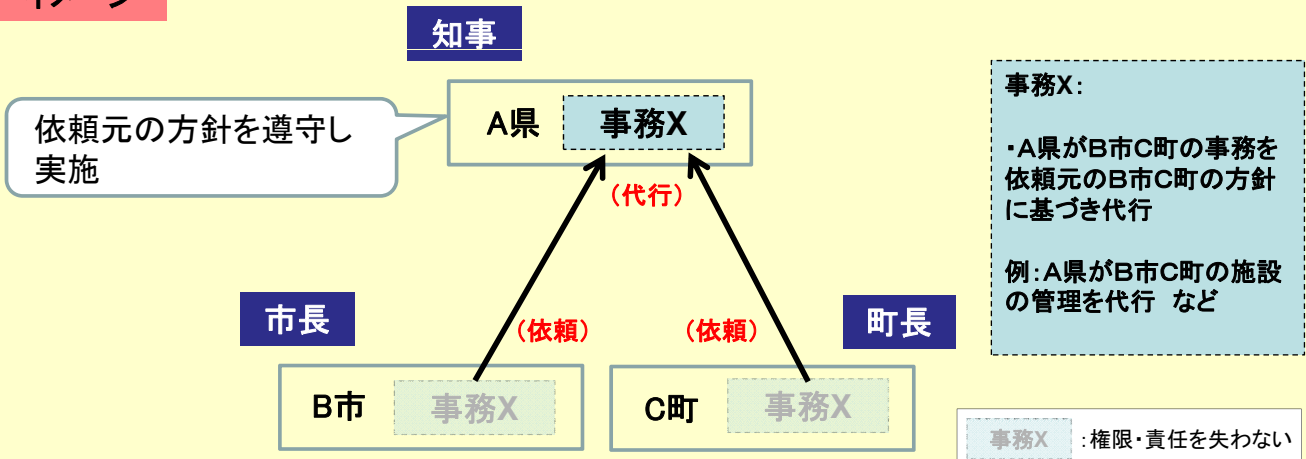 イメージ
知事
依頼元の方針を遵守し
実施
A県
事務X
(代行)
市長
(依頼)
(依頼)
町長
B市
事務X
C町
事務X
事務X:
・A県がB市C町の事務を
依頼元のB市C町の方針
に基づき代行
例:A県がB市C町の施設
の管理を代行 など
事務X
:権限・責任を失わない